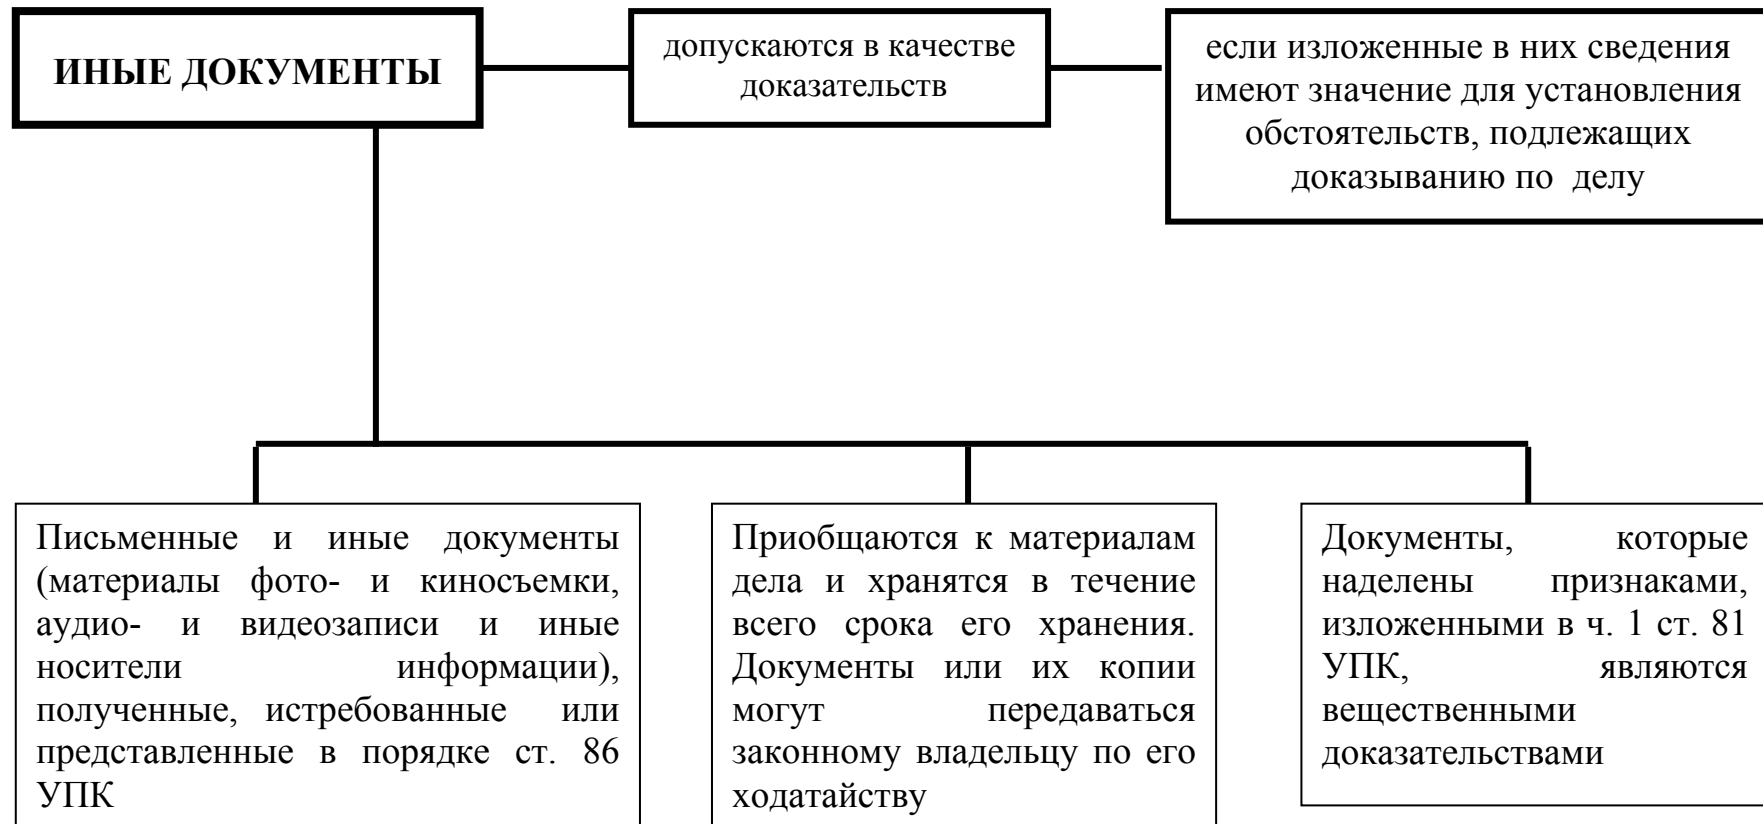 ИНЫЕ ДОКУМЕНТЫ
допускаются в качестве
доказательств
если изложенные в них сведения
имеют значение для установления
обстоятельств, подлежащих
доказыванию по делу
Письменные и иные документы
(материалы фото- и киносъемки,
аудио- и видеозаписи и иные
носители информации),
полученные, истребованные или
представленные в порядке ст. 86
УПК
Приобщаются к материалам
дела и хранятся в течение
всего срока его хранения.
Документы или их копии
могут передаваться
законному владельцу по его
ходатайству
Документы, которые
наделены признаками,
изложенными в ч. 1 ст. 81
УПК, являются
вещественными
доказательствами